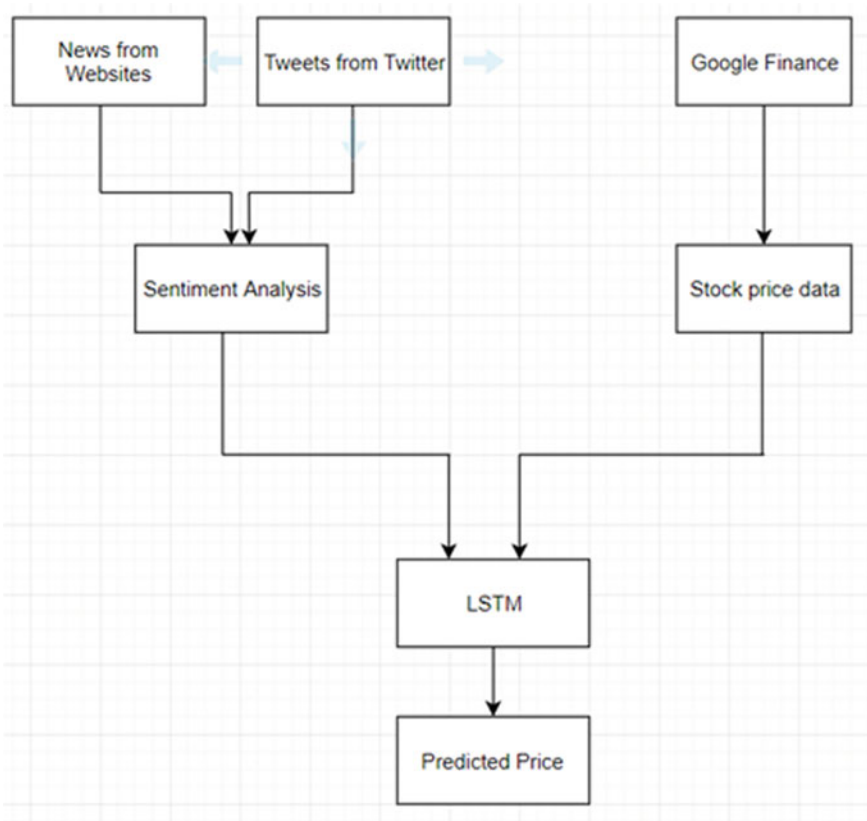 News from
Websites
Tweets from Twitter
Google Finance
Sentiment Analysis
Stock price data
LSTM
Predicted Price